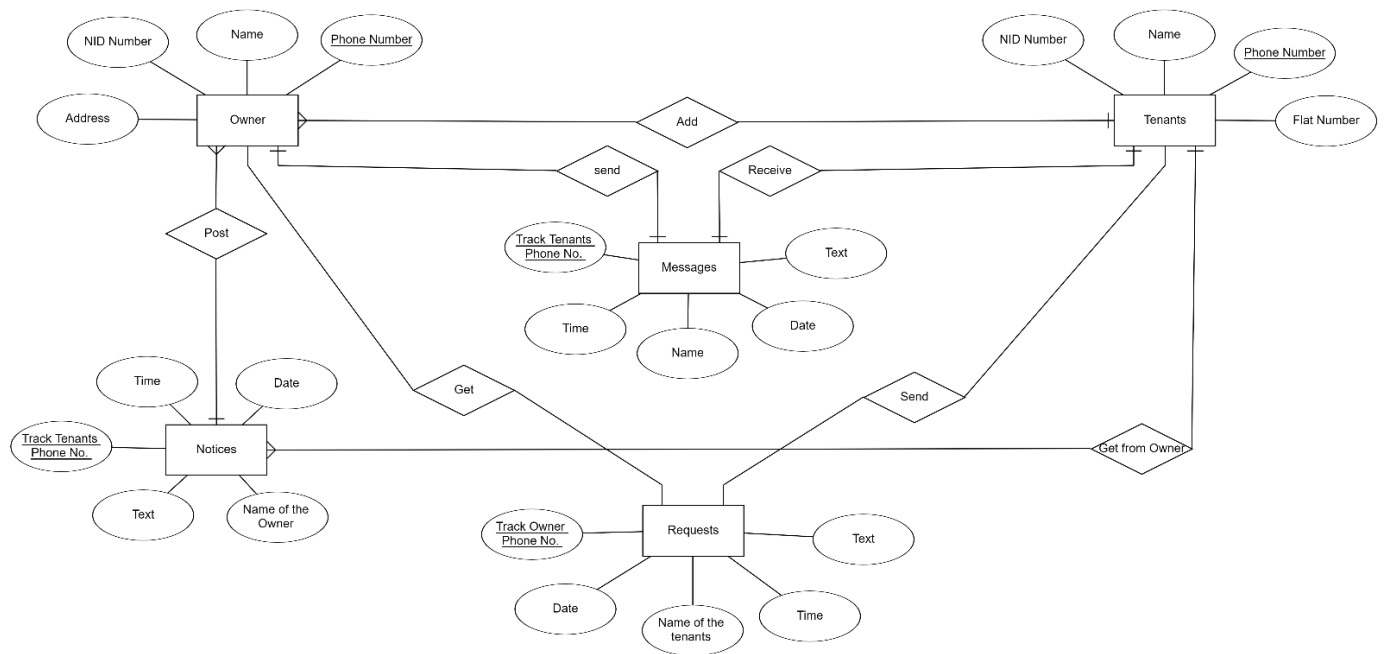 NID Number
Name
Phone Number
Address
Owner
Add
NID Number
Name
Phone Number
Tenants
Flat Number
send
Receive
Post
Track Tenants
Phone No.
Messages
Text
Time
Name
Date
Time
Date
Get
Send
Track Tenants
Phone No.
Notices
Get from Owner
Text
Name of the
Owner
Track Owner
Phone No.
Requests
Text
Date
Name of the
tenants
Time